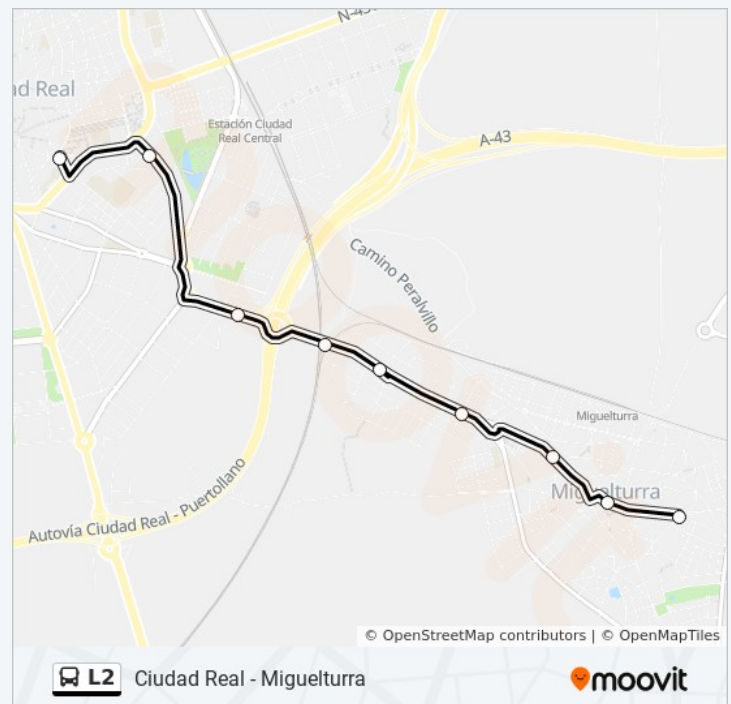 N-430
ad Real
Estación Ciudad
Real Central
A-43
Camino Peralvillo
Miguelturra
Miguelturra
Autovía Ciudad Real - Puertollano
© OpenStreetMap contributors | © OpenMapTiles
L2 Ciudad Real - Miguelturra
moovit